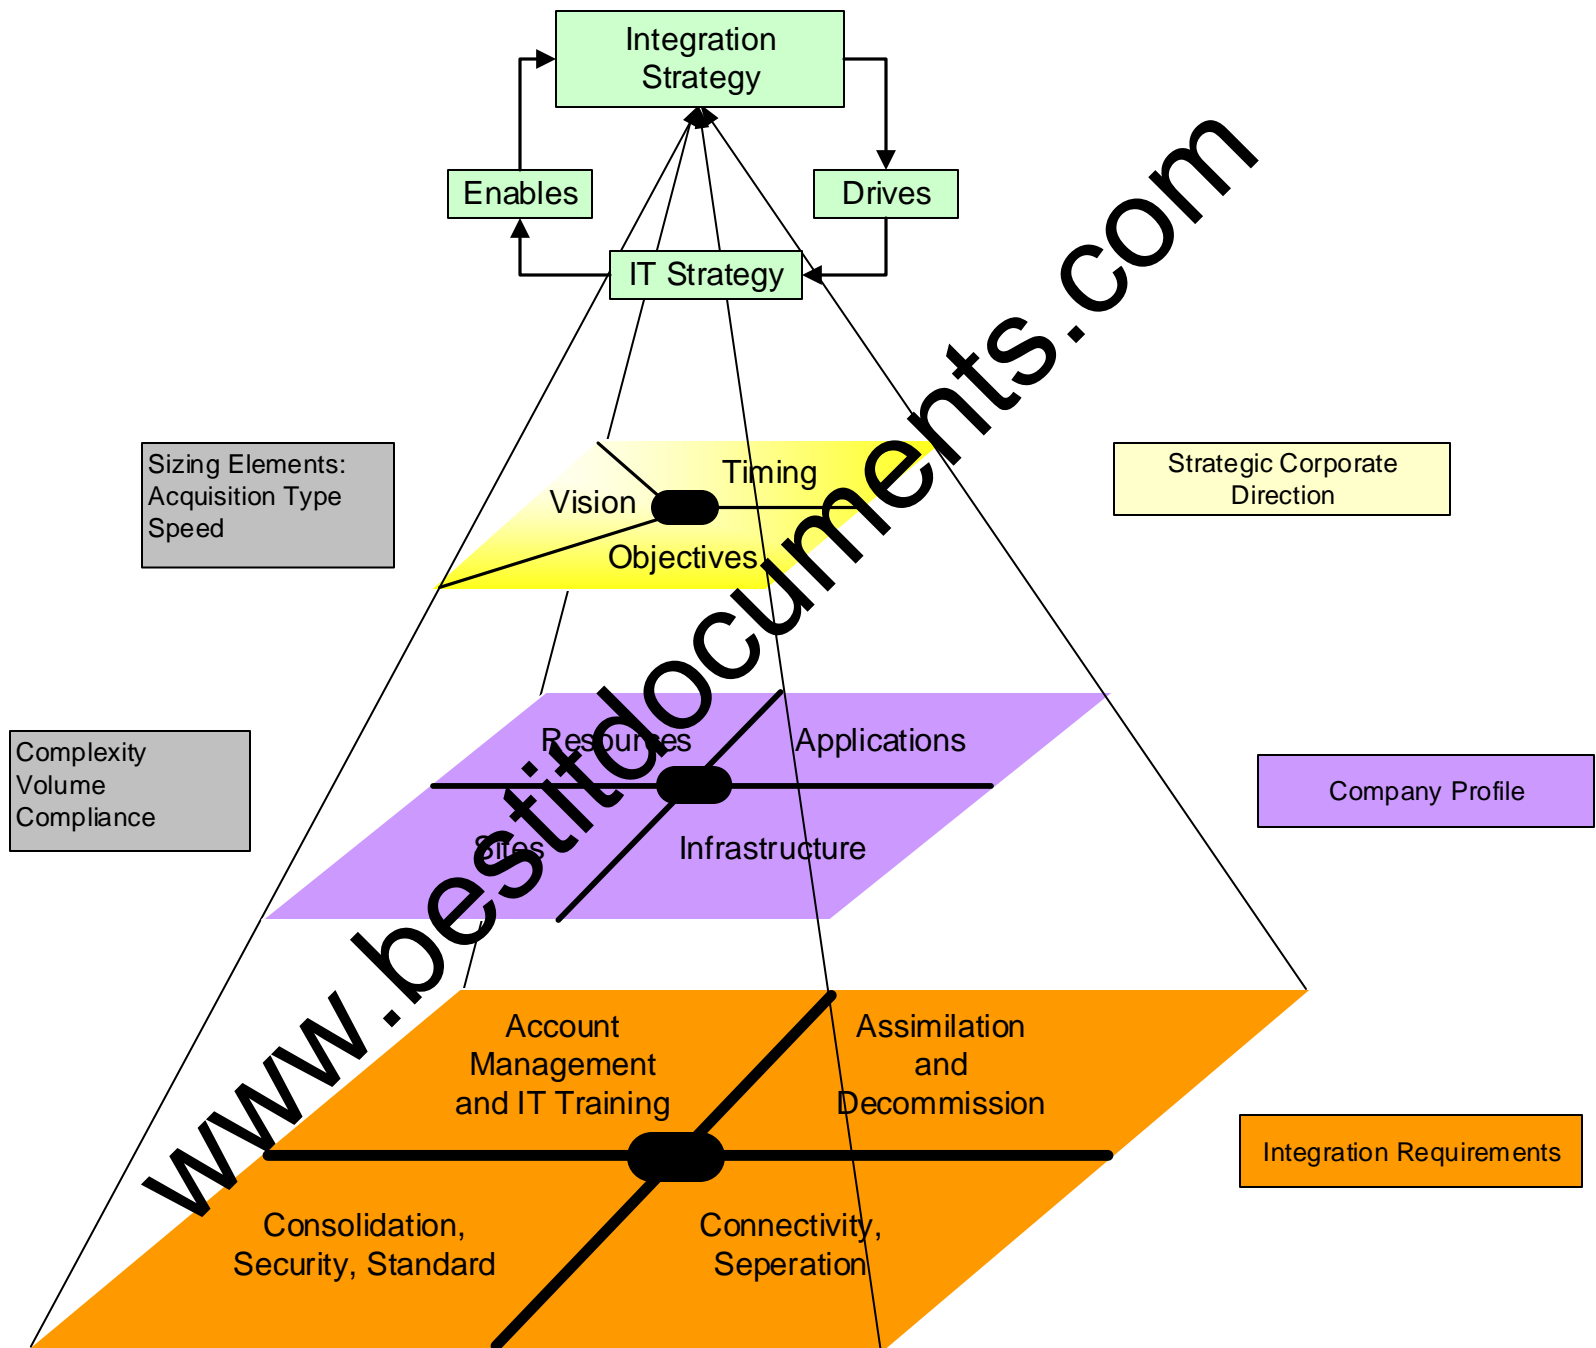 Integration
Strategy
Enables
Drives
IT Strategy
Sizing Elements:
Acquisition Type
Speed
Timing
Vision
Objectives
Strategic Corporate
Direction
Complexity
Volume
Compliance
Resources
Applications
Sites
Infrastructure
Company Profile
Account
Management
and IT Training
Assimilation
and
Decommission
Integration Requirements
Consolidation,
Security, Standard
Connectivity,
Seperation
www.bestitdocuments.com